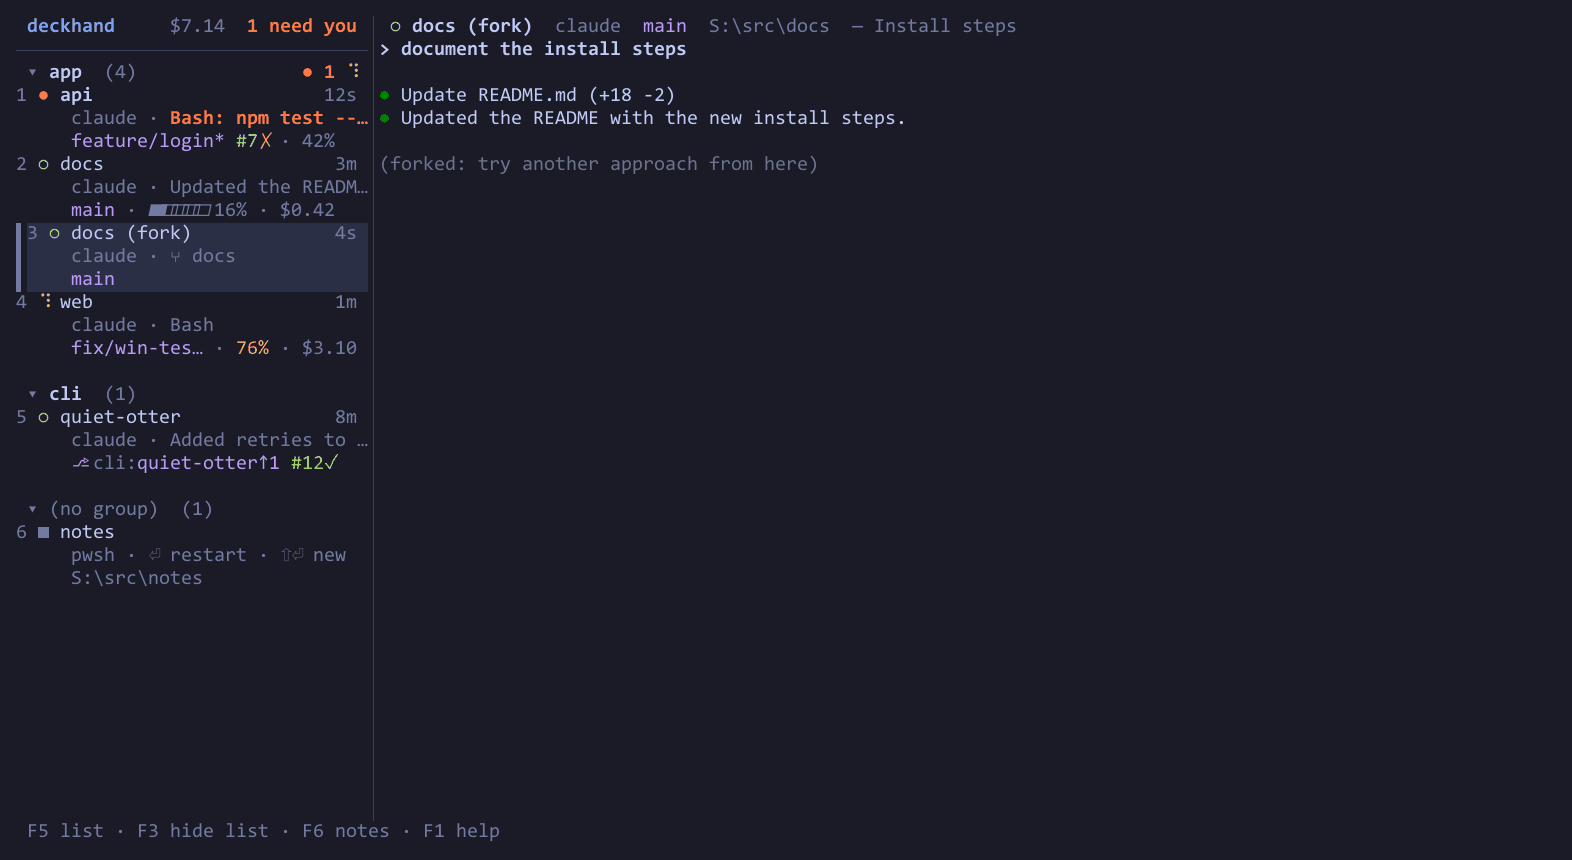 deckhand $7.14 1 need you
▾ app (4) ● 1 ⠹
1 ● api 12s
claude · Bash: npm test --…
feature/login* #7✗ · 42%
2 ○ docs 3m
claude · Updated the READM…
main · 16% · $0.42
3 ○ docs (fork) 4s
claude · ⑂ docs
main
4 ⠹ web 1m
claude · Bash
fix/win-tes… · 76% · $3.10
▾ cli (1)
5 ○ quiet-otter 8m
claude · Added retries to …
⎇ cli:quiet-otter↑1 #12✓
▾ (no group) (1)
6 ■ notes
pwsh · ⏎ restart · ⇧⏎ new
S:\src\notes
○ docs (fork) claude main S:\src\docs — Install steps
> document the install steps
● Update README.md (+18 -2)
● Updated the README with the new install steps.
(forked: try another approach from here)
F5 list · F3 hide list · F6 notes · F1 help